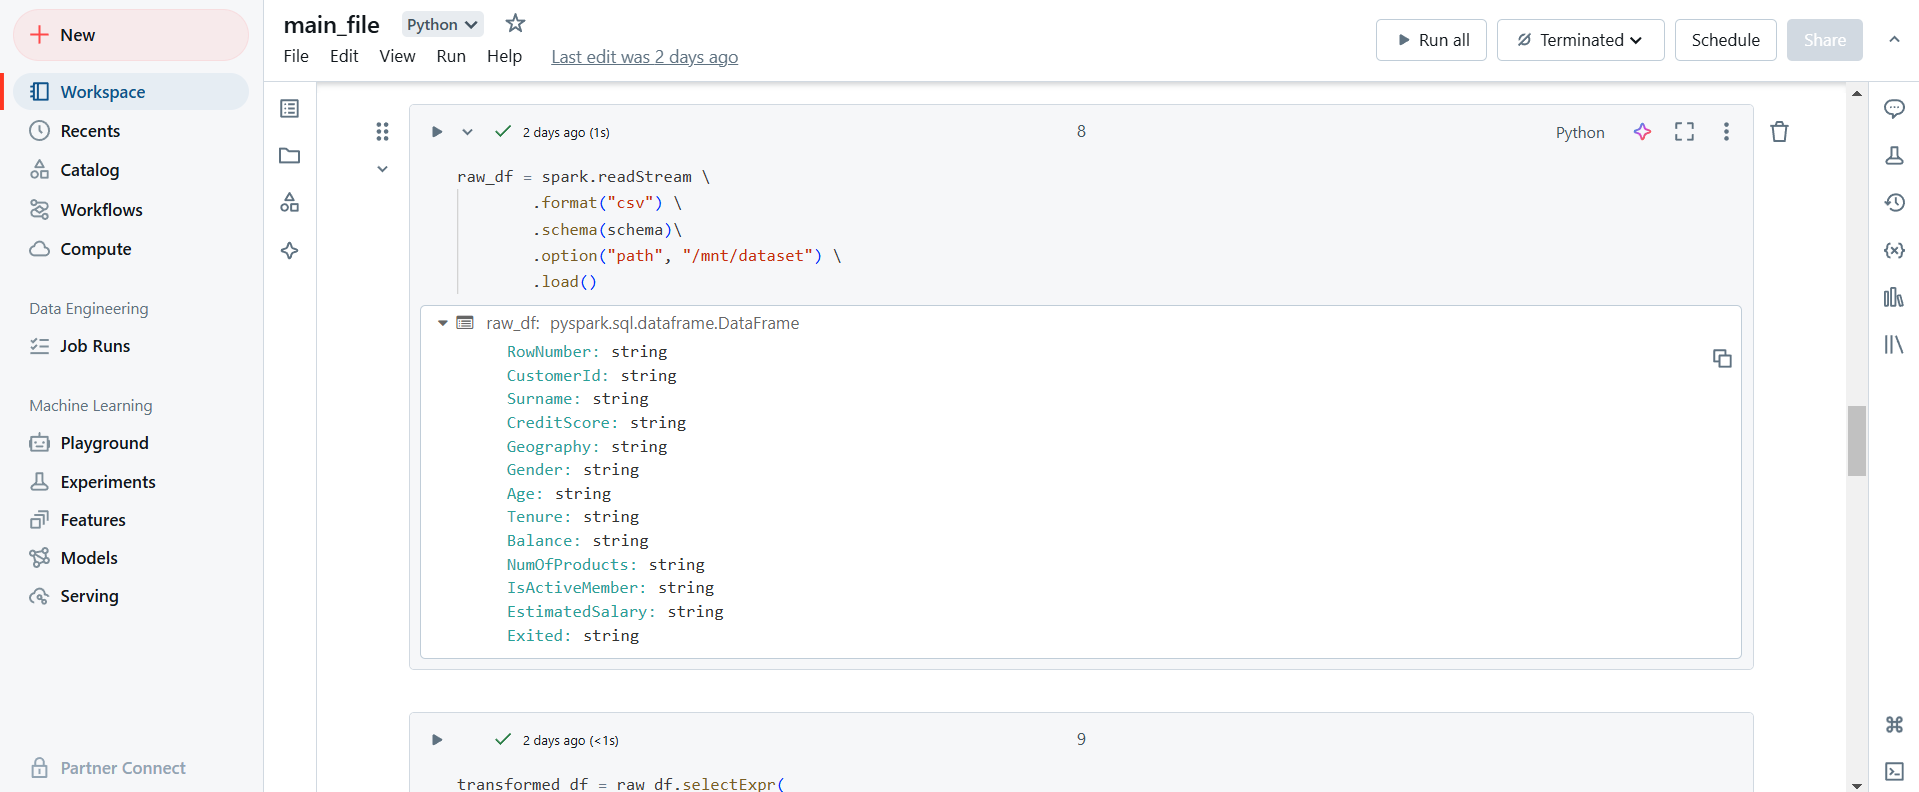 New
Workspace
Recents
Catalog
Workflows
Compute
Data Engineering
Job Runs
Machine Learning
Playground
Experiments
Features
Models
Serving
Partner Connect
main_file
Python
File Edit View Run Help Last edit was 2 days ago
Run all
Terminated
Schedule
Share
2 days ago (1s)
8
Python
raw_df = spark.readStream \
.format("csv") \
.schema(schema)\
.option("path", "/mnt/dataset") \
.load()
raw_df: pyspark.sql.dataframe.DataFrame
RowNumber: string
CustomerId: string
Surname: string
CreditScore: string
Geography: string
Gender: string
Age: string
Tenure: string
Balance: string
NumOfProducts: string
IsActiveMember: string
EstimatedSalary: string
Exited: string
2 days ago (<1s)
9
transformed_df = raw_df.selectExpr(